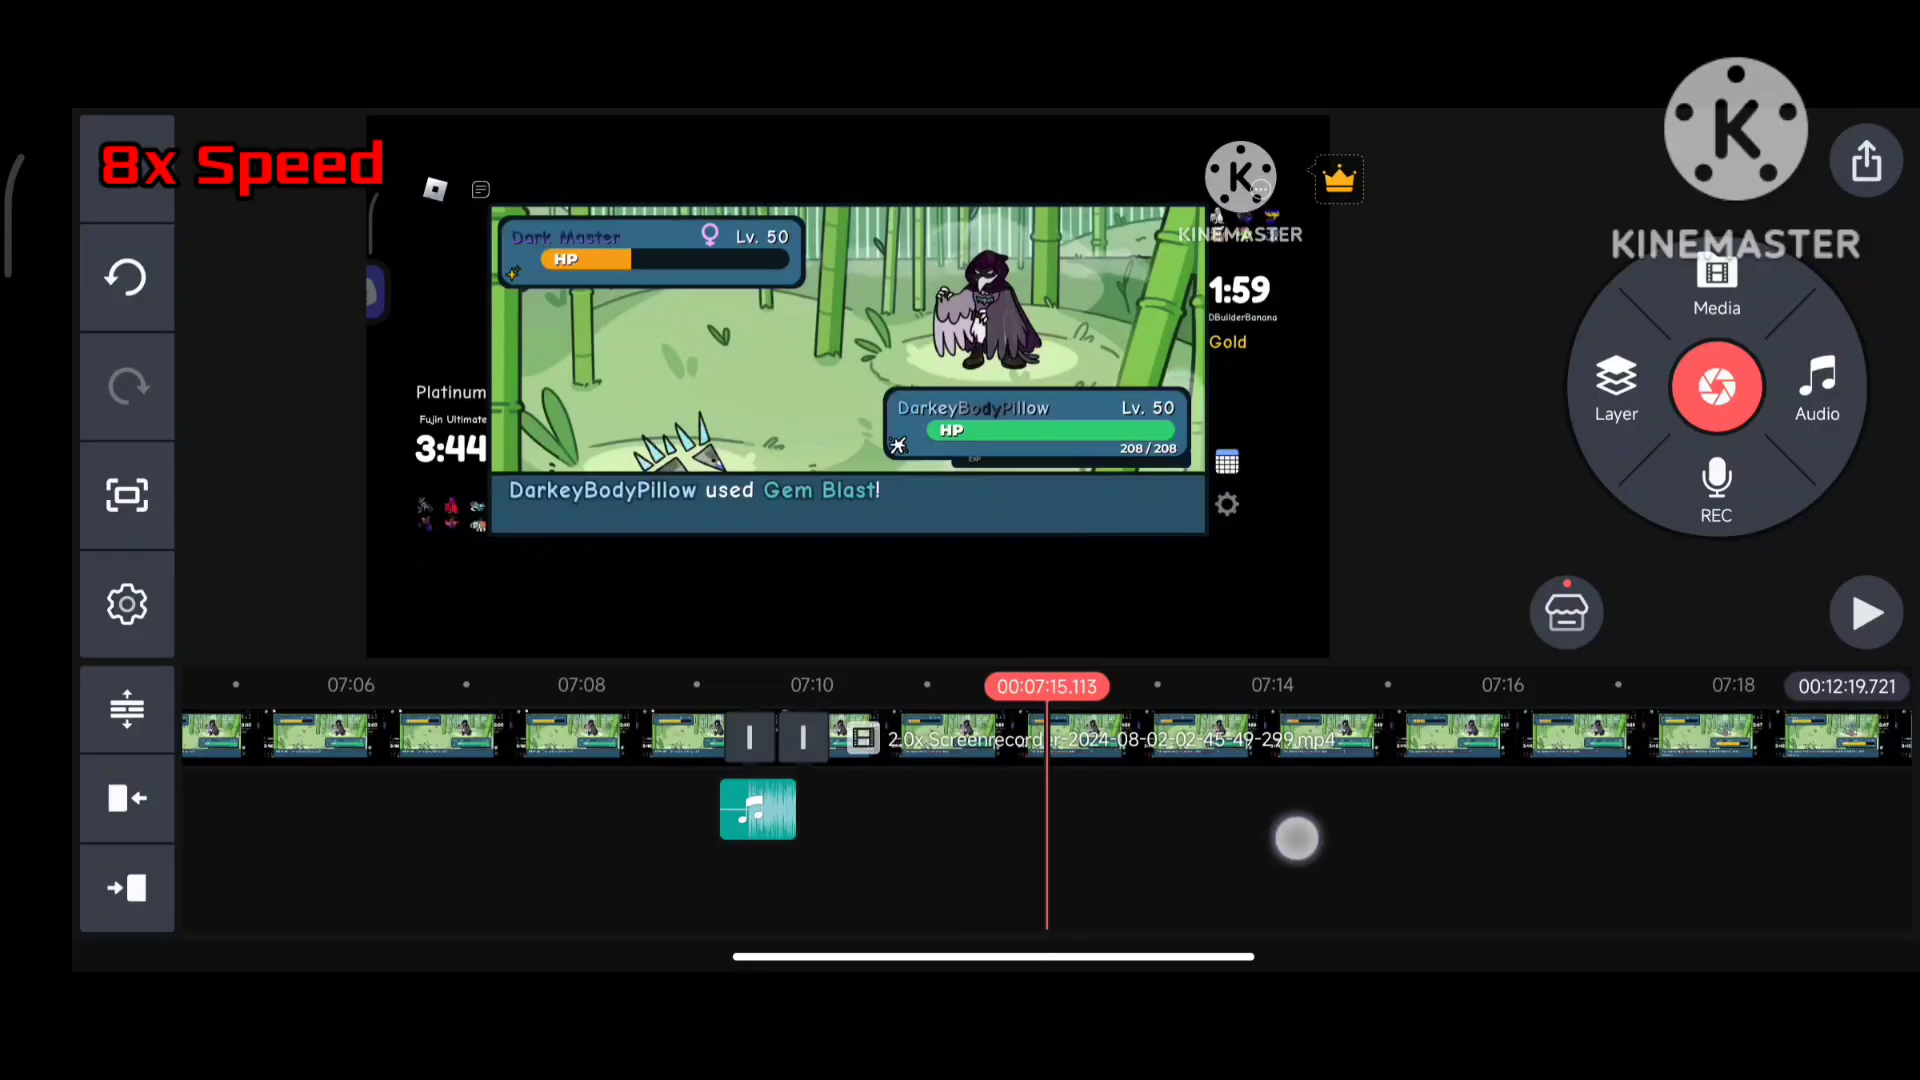 8x Speed
KINEMASTER
KINEMASTER
Dark Master
Lv. 50
HP
1:59
DBuilderBanana
Gold
Platinum
Fujin Ultimate
3:44
DarkeyBodyPillow
Lv. 50
HP
208 / 208
EXP
DarkeyBodyPillow used Gem Blast!
Media
Layer
Audio
REC
07:06
07:08
07:10
00:07:15.113
07:14
07:16
07:18
00:12:19.721
2.0x Screenrecorder-2024-08-02-02-45-49-299.mp4